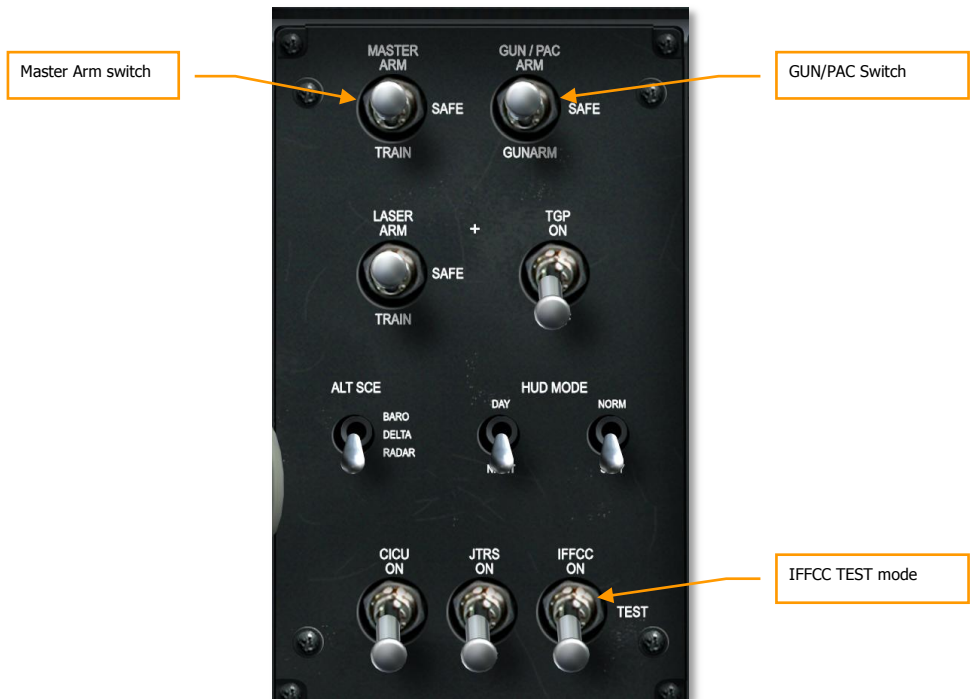 MASTER
ARM
GUN / PAC
ARM
Master Arm switch
GUN/PAC Switch
SAFE
SAFE
TRAIN
GUNARM
LASER
ARM
+
TGP
ON
SAFE
TRAIN
ALT SCE
HUD MODE
BARO
DELTA
RADAR
DAY
NORM
CICU
ON
JTRS
ON
IFFCC
ON
IFFCC TEST mode
TEST